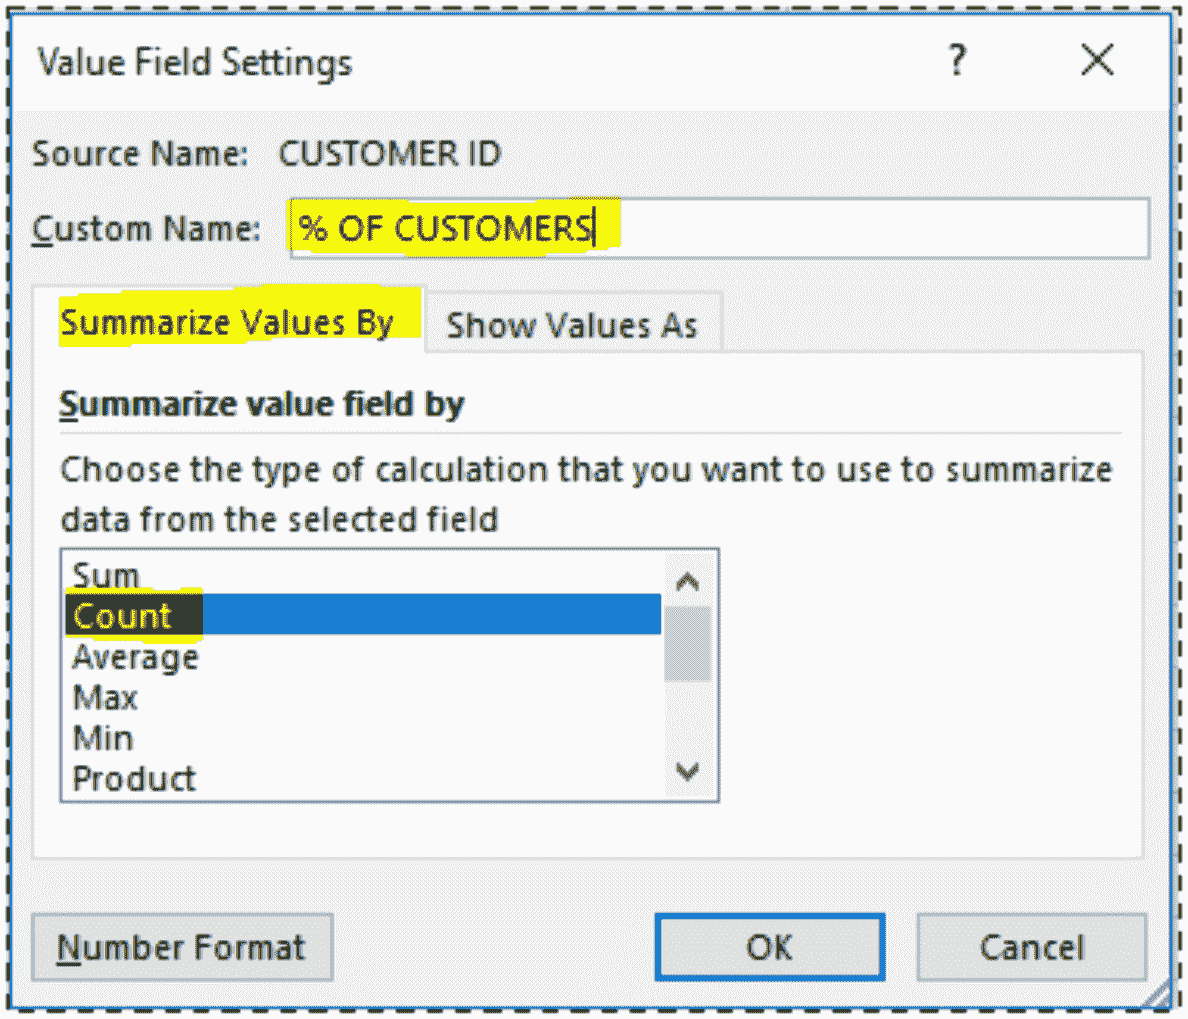 Value Field Settings ?
Source Name: CUSTOMER ID
Custom Name: % OF CUSTOMERS
Summarize Values By Show Values As
Summarize value field by
Choose the type of calculation that you want to use to summarize
data from the selected field
Sum
Count
Average
Max
Min
Product
Number Format OK Cancel